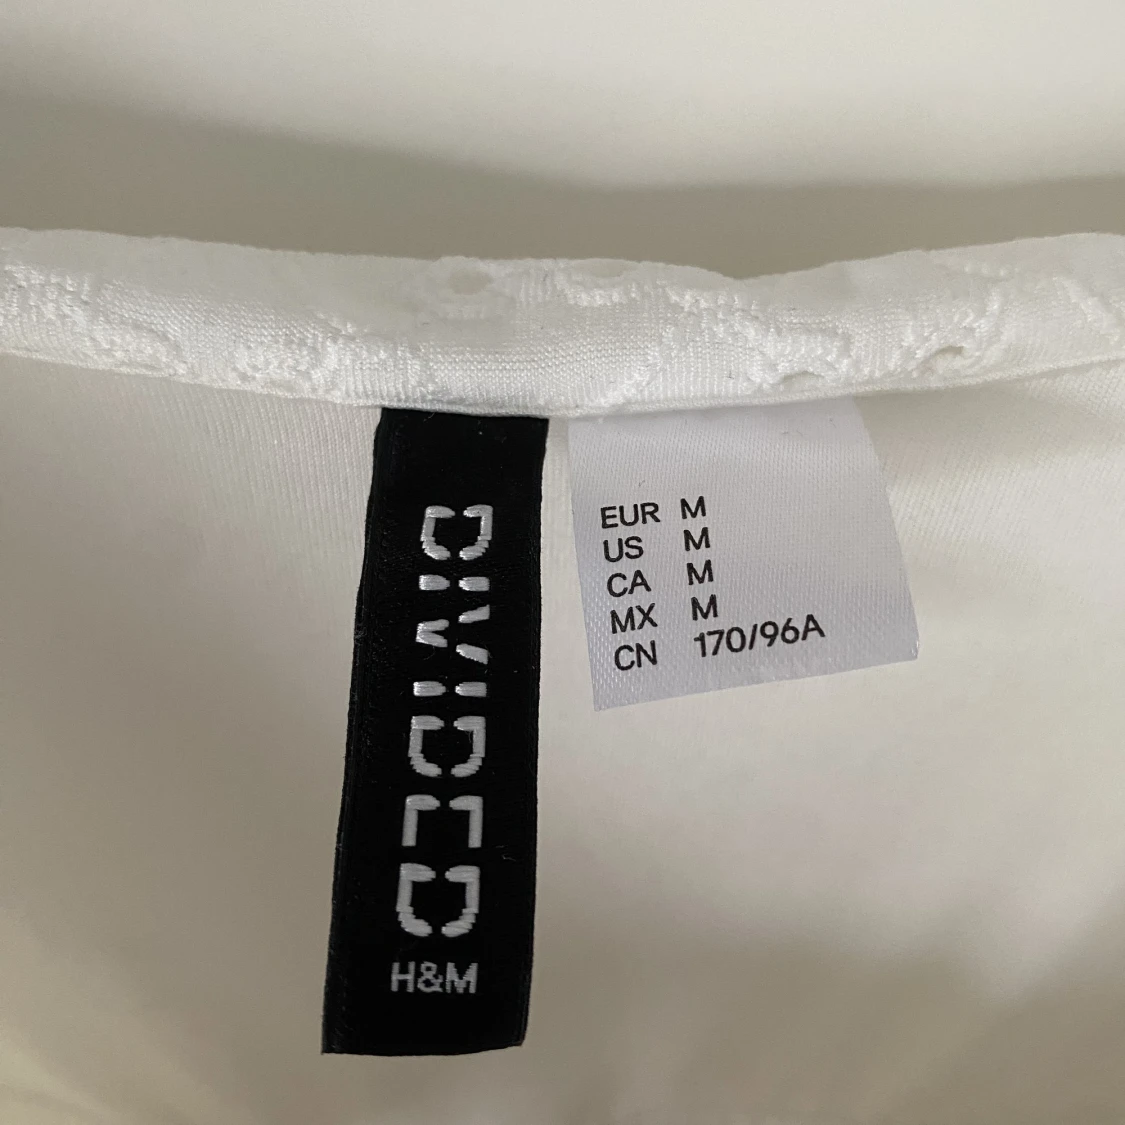 DIVIDED
H&M
EUR M
US M
CA M
MX M
CN 170/96A